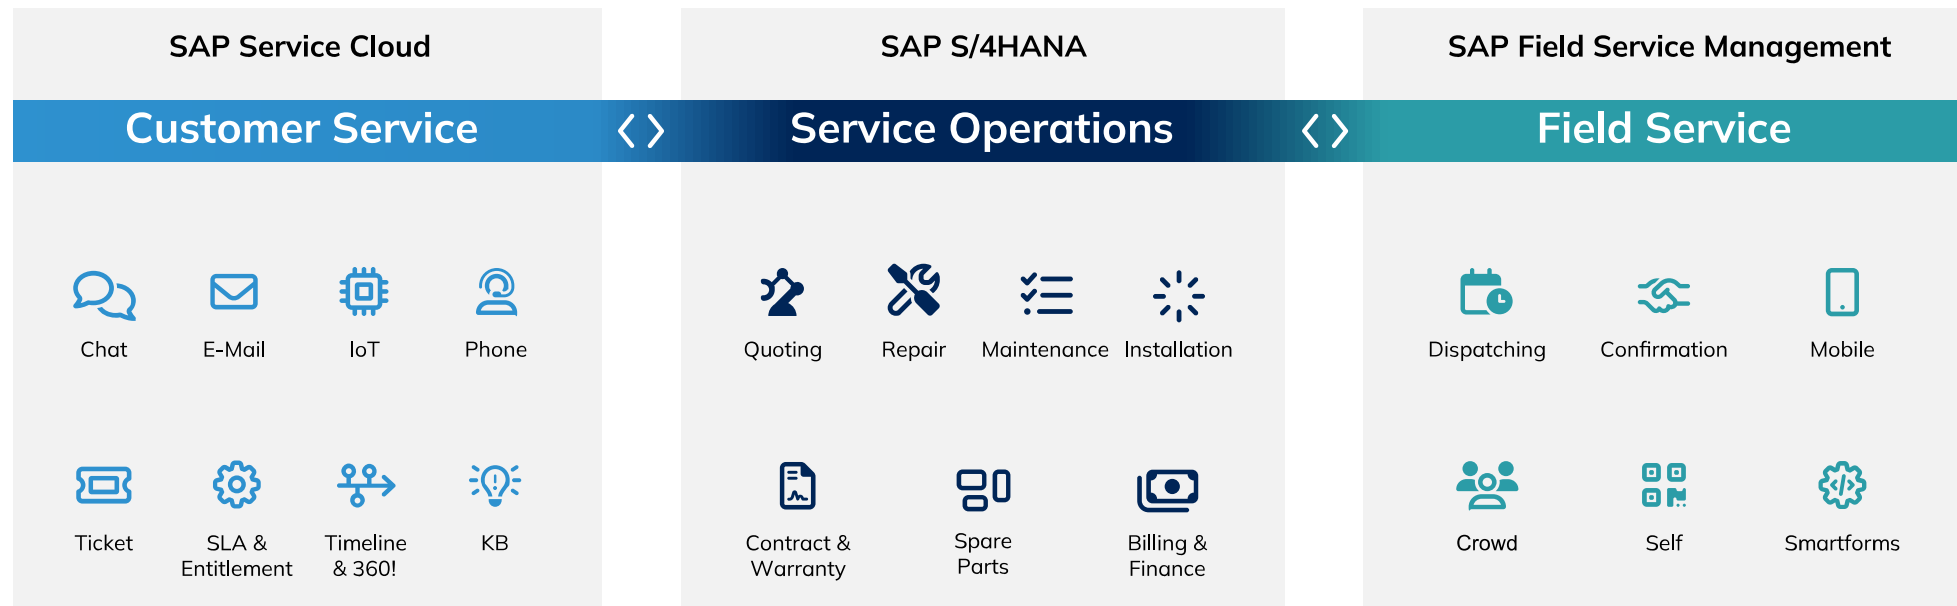 SAP Service Cloud
Customer Service
Chat
E-Mail
IoT
Phone
Ticket
SLA &
Entitlement
Timeline
& 360!
KB
SAP S/4HANA
Service Operations
Quoting
Repair
Maintenance
Installation
Contract &
Warranty
Spare
Parts
Billing &
Finance
SAP Field Service Management
Field Service
Dispatching
Confirmation
Mobile
Crowd
Self
Smartforms